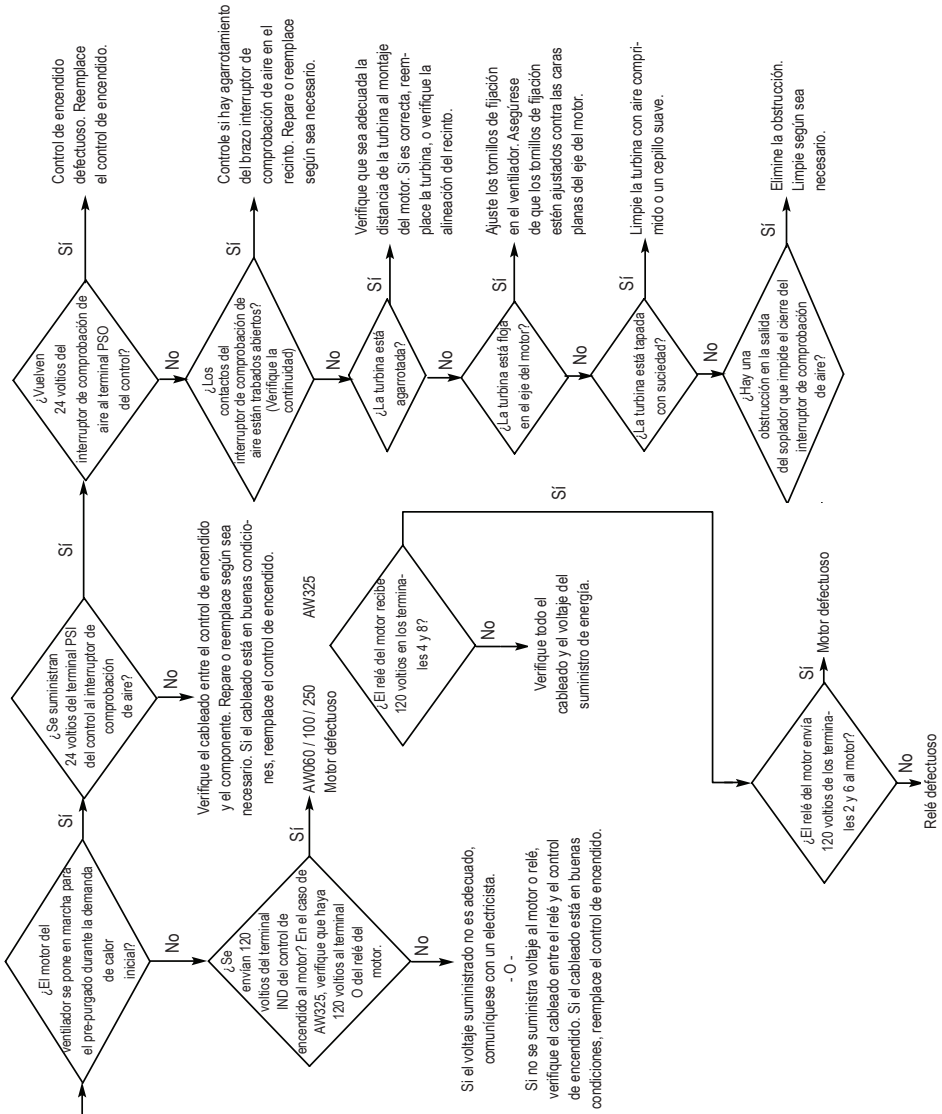 ¿El motor del
ventilador se pone en marcha para
el pre-purgado durante la demanda
de calor
inicial?
Sí
No
¿Se suministran
24 voltios del terminal PSI
del control al interruptor de
comprobación
de aire?
Sí
No
Verifique el cableado entre el control de encendido
y el componente. Repare o reemplace según sea
necesario. Si el cableado está en buenas condicio-
nes, reemplace el control de encendido.
¿Vuelven
24 voltios del
interruptor de comprobación de
aire al terminal PSO
del control?
Sí
Control de encendido
defectuoso. Reemplace
el control de encendido.
No
¿Los
contactos del
interruptor de comprobación de
aire están trabados abiertos?
(Verifique la
continuidad)
Sí
Controle si hay agarrotamiento
del brazo interruptor de
comprobación de aire en el
recinto. Repare o reemplace
según sea necesario.
No
¿La turbina está
agarrotada?
Sí
Verifique que sea adecuada la
distancia de la turbina al montaje
del motor. Si es correcta, reem-
place la turbina, o verifique la
alineación del recinto.
No
¿La turbina está floja
en el eje del motor?
Sí
Ajuste los tornillos de fijación
en el ventilador. Asegúrese
de que los tornillos de fijación
estén ajustados contra las caras
planas del eje del motor.
No
¿La turbina está tapada
con suciedad?
Sí
Limpie la turbina con aire compri-
mido o un cepillo suave.
No
¿Hay una
obstrucción en la salida
del soplador que impide el cierre del
interruptor de comprobación
de aire?
Sí
Elimine la obstrucción.
Limpie según sea
necesario.
¿Se
envían 120
voltios del terminal
IND del control de
encendido al motor? En el caso de
AW325, verifique que haya
120 voltios al terminal
O del relé del
motor.
Sí
AW060 / 100 / 250
Motor defectuoso
No
Si el voltaje suministrado no es adecuado,
comuníquese con un electricista.
- O -
Si no se suministra voltaje al motor o relé,
verifique el cableado entre el relé y el control
de encendido. Si el cableado está en buenas
condiciones, reemplace el control de encendido.
AW325
¿El relé del motor recibe
120 voltios en los termina-
les 4 y 8?
Sí
No
Verifique todo el
cableado y el voltaje del
suministro de energía.
¿El relé del motor envía
120 voltios de los termina-
les 2 y 6 al motor?
Sí
Motor defectuoso
No
Relé defectuoso